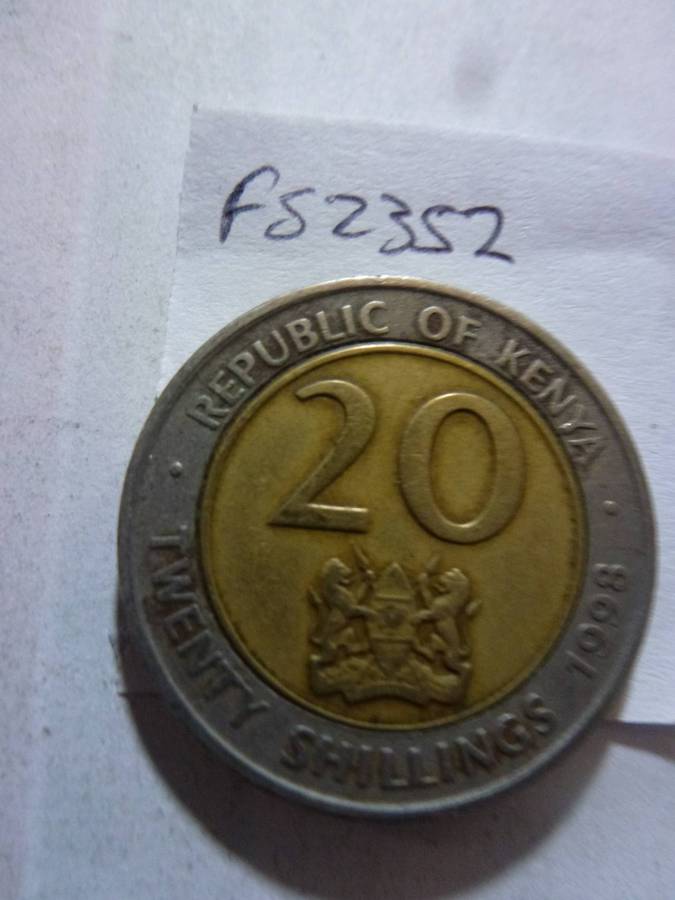 FS2352
REPUBLIC OF KENYA
20
TWENTY SHILLINGS 1998